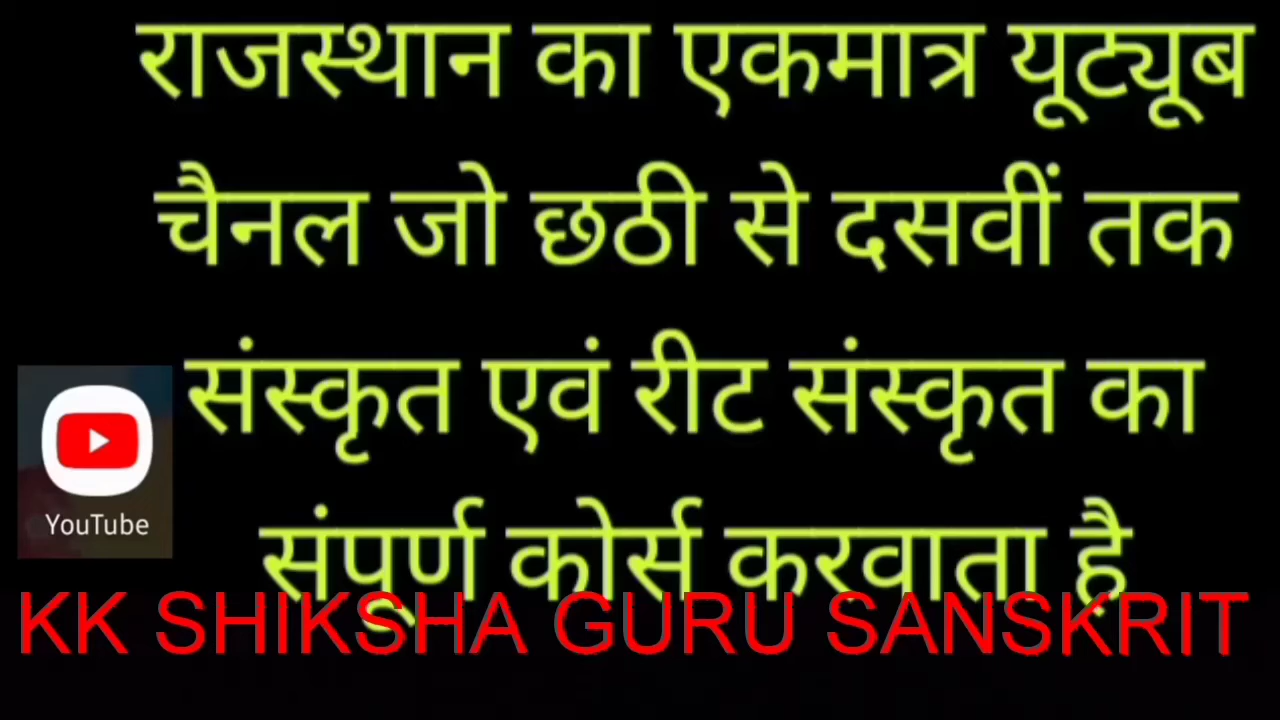 राजस्थान का एकमात्र यूट्यूब
चैनल जो छठी से दसवीं तक
संस्कृत एवं रीट संस्कृत का
YouTube
संपूर्ण कोर्स करवाता है
KK SHIKSHA GURU SANSKRIT